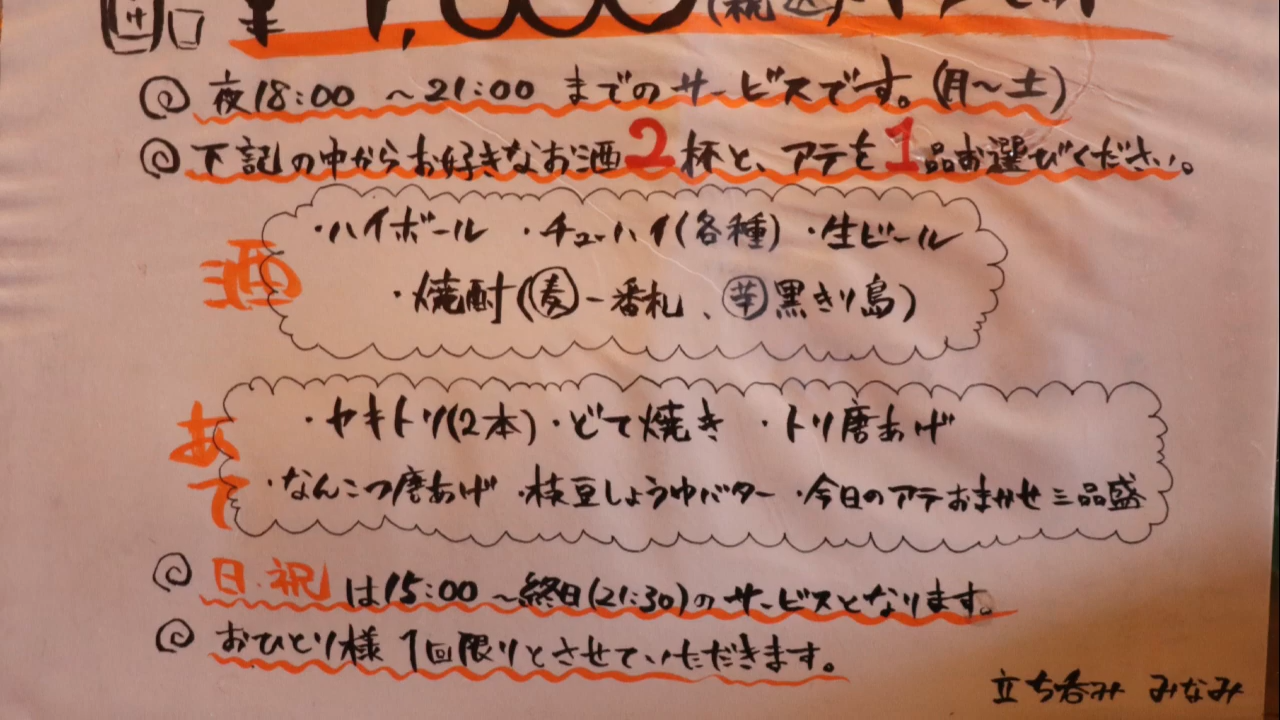 ¥1,000(税込)
◎夜18:00 ~21:00 までのサービスです。(月~土)
◎下記の中からお好きなお酒2杯と、アテを1品お選びください。
酒
・ハイボール ・チューハイ(各種) ・生ビール
・焼酎(麦一番札、芋黒きり島)
あて
・ヤキトリ(2本)・どて焼き ・トリ唐あげ
・なんこつ唐あげ ・枝豆しょうゆバター ・今日のアテおまかせ三品盛
◎日・祝は15:00 ~終日(21:30)のサービスとなります。
◎おひとり様 1回限りとさせていただきます。
立ち呑み みなみ